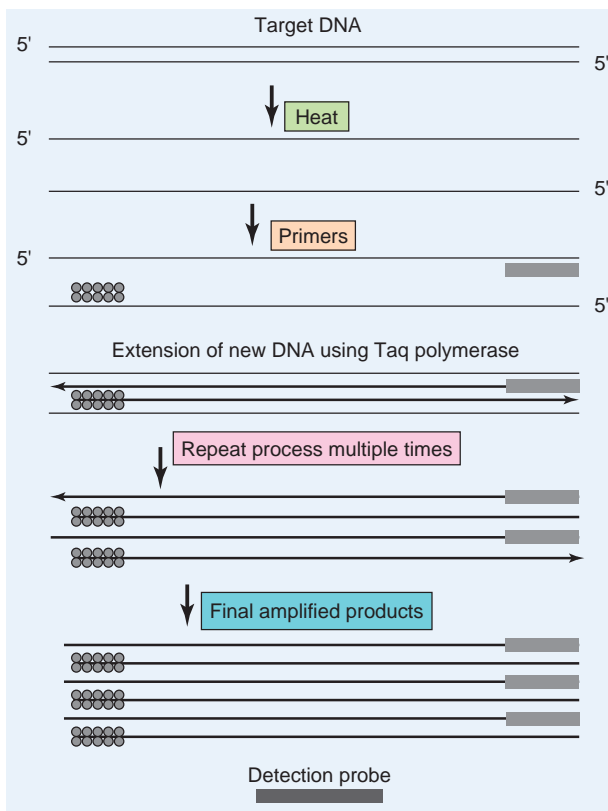 Target DNA
5'
5'
Heat
5'
5'
Primers
5'
5'
Extension of new DNA using Taq polymerase
Repeat process multiple times
Final amplified products
Detection probe